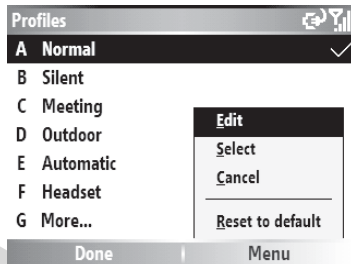 Profiles
A Normal
B Silent
C Meeting
D Outdoor
E Automatic
F Headset
G More...
Edit
Select
Cancel
Reset to default
Done Menu